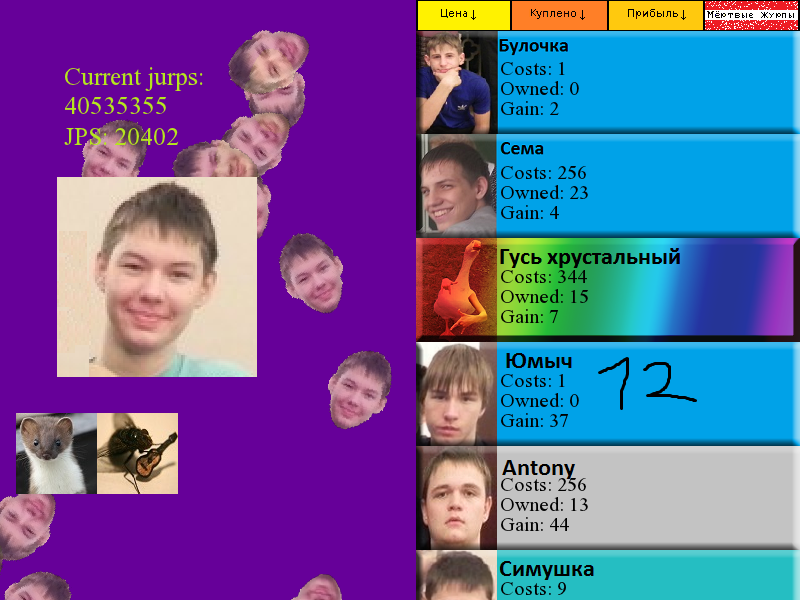 Current jurps:
40535355
JPS: 20402
Цена↓
Куплено↓
Прибыль↓
Мёртвые Журпы
Булочка
Costs: 1
Owned: 0
Gain: 2
Сема
Costs: 256
Owned: 23
Gain: 4
Гусь хрустальный
Costs: 344
Owned: 15
Gain: 7
Юмыч
Costs: 1
Owned: 0
Gain: 37
12
Antony
Costs: 256
Owned: 13
Gain: 44
Симушка
Costs: 9